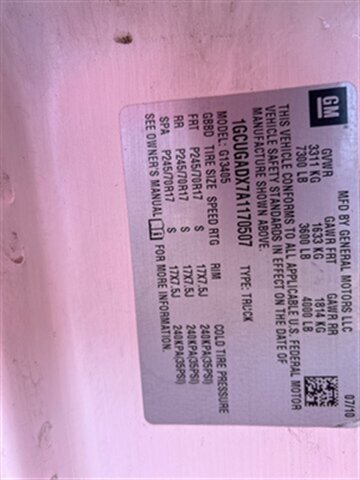 GM
MFD BY GENERAL MOTORS LLC
07/10
GVWR GAWR FRT GAWR RR
3311 KG 1633 KG 1814 KG
7300 LB 3600 LB 4000 LB
THIS VEHICLE CONFORMS TO ALL APPLICABLE U.S. FEDERAL MOTOR
VEHICLE SAFETY STANDARDS IN EFFECT ON THE DATE OF
MANUFACTURE SHOWN ABOVE.
1GCUGADX7A1170507 TYPE: TRUCK
MODEL: G13405
GBBD TIRE SIZE SPEED RTG RIM COLD TIRE PRESSURE
FRT P245/70R17 S 17X7.5J 240KPA(35PSI)
RR P245/70R17 S 17X7.5J 240KPA(35PSI)
SPA P245/70R17 S 17X7.5J 240KPA(35PSI)
SEE OWNER'S MANUAL FOR MORE INFORMATION